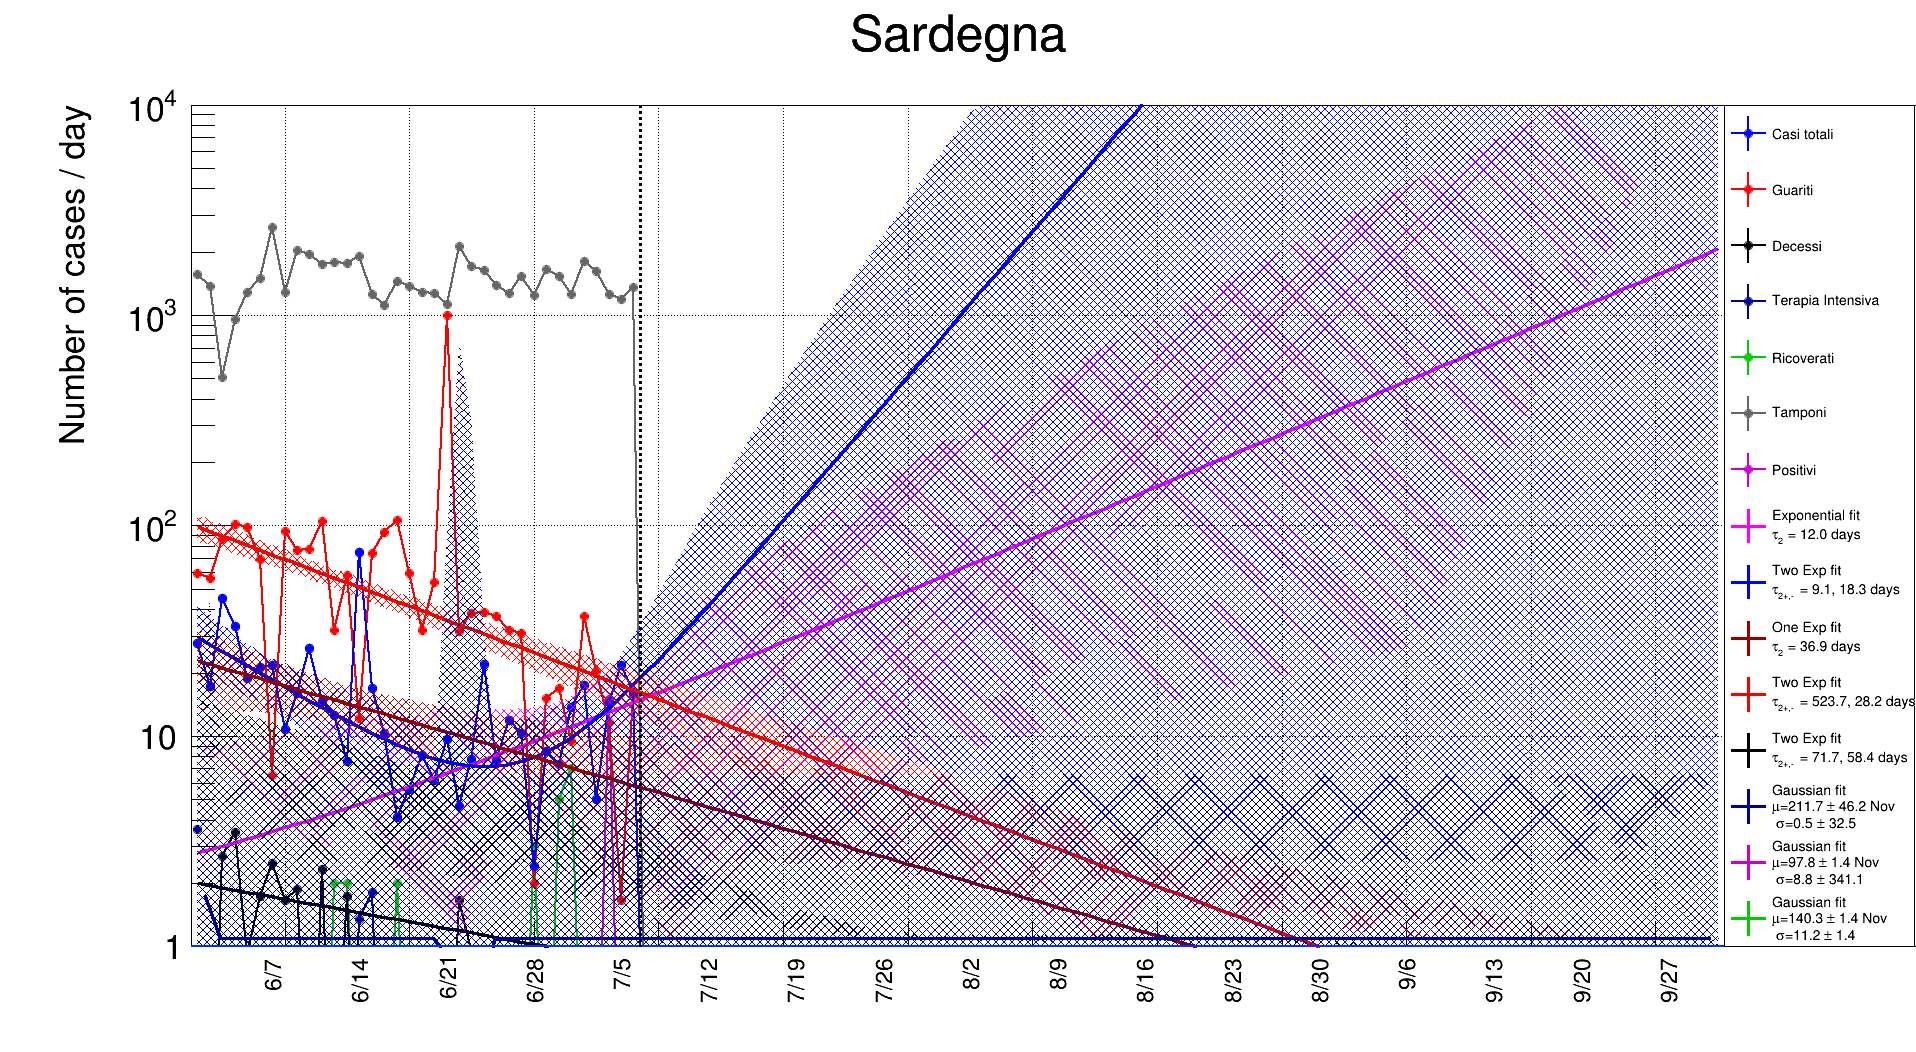 Sardegna
Number of cases / day
10⁴
10³
10²
10
1
6/7
6/14
6/21
6/28
7/5
7/12
7/19
7/26
8/2
8/9
8/16
8/23
8/30
9/6
9/13
9/20
9/27
Casi totali
Guariti
Decessi
Terapia Intensiva
Ricoverati
Tamponi
Positivi
Exponential fit
τ₂ = 12.0 days
Two Exp fit
τ₂₊,₋ = 9.1, 18.3 days
One Exp fit
τ₂ = 36.9 days
Two Exp fit
τ₂₊,₋ = 523.7, 28.2 days
Two Exp fit
τ₂₊,₋ = 71.7, 58.4 days
Gaussian fit
μ=211.7 ± 46.2 Nov
σ=0.5 ± 32.5
Gaussian fit
μ=97.8 ± 1.4 Nov
σ=8.8 ± 341.1
Gaussian fit
μ=140.3 ± 1.4 Nov
σ=11.2 ± 1.4